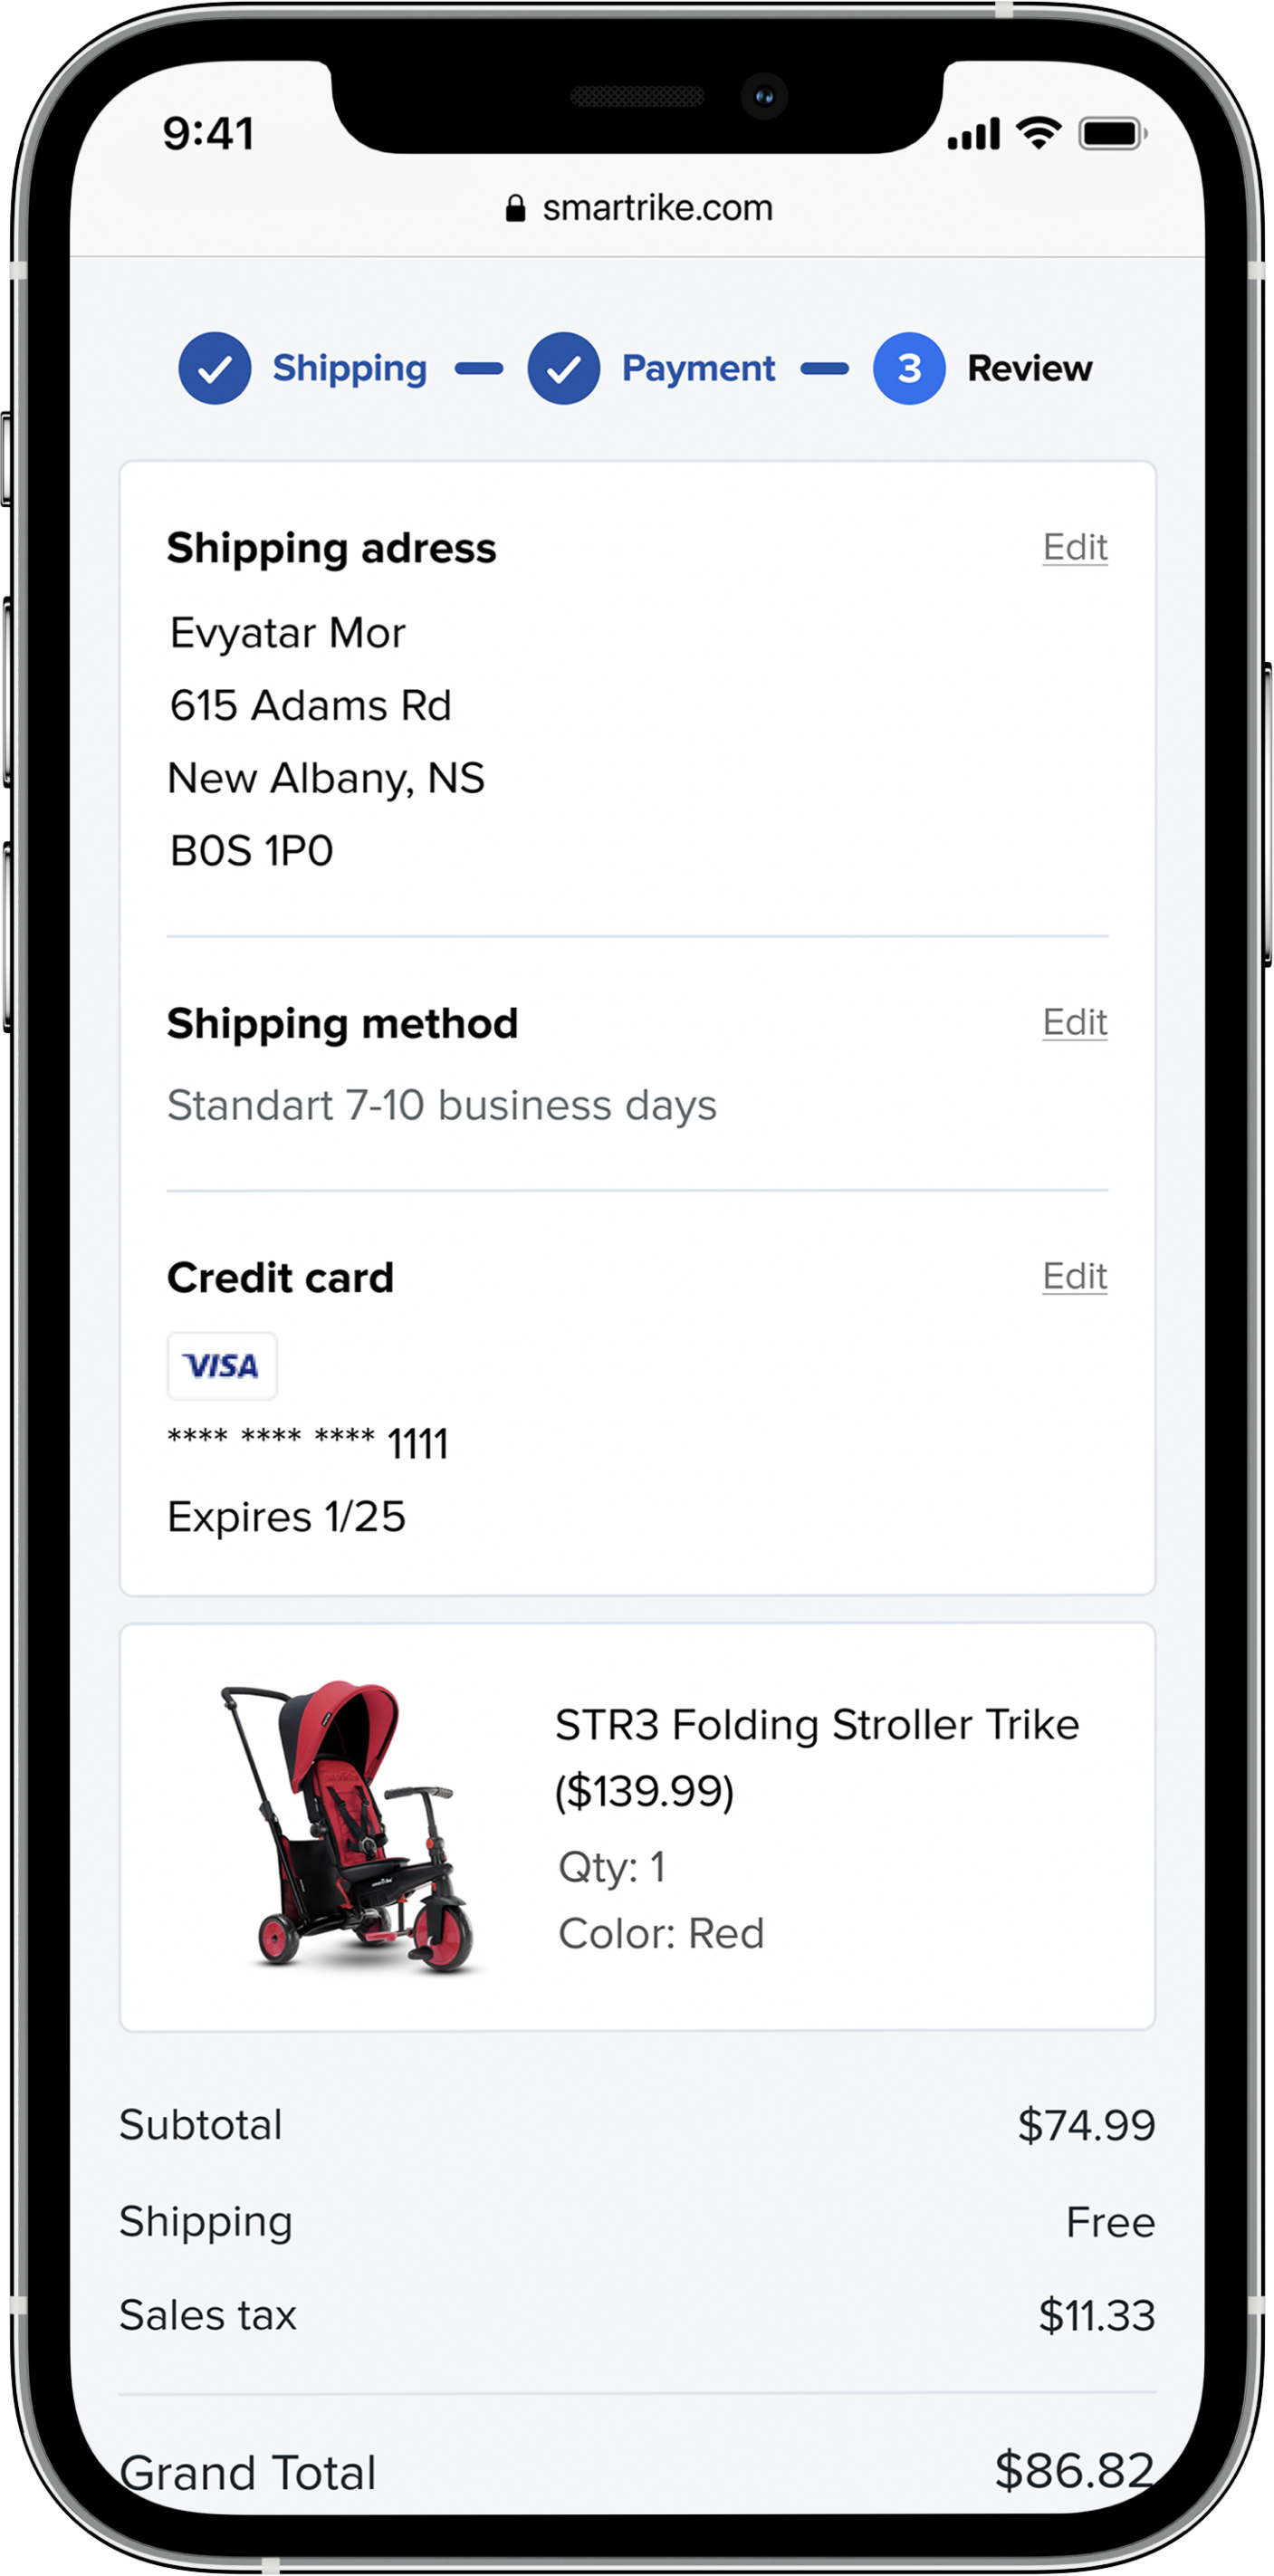 9:41
smartrike.com
Shipping
Payment
3 Review
Shipping adress Edit
Evyatar Mor
615 Adams Rd
New Albany, NS
B0S 1P0
Shipping method Edit
Standart 7-10 business days
Credit card Edit
VISA
**** **** **** 1111
Expires 1/25
STR3 Folding Stroller Trike
($139.99)
Qty: 1
Color: Red
Subtotal $74.99
Shipping Free
Sales tax $11.33
Grand Total $86.82